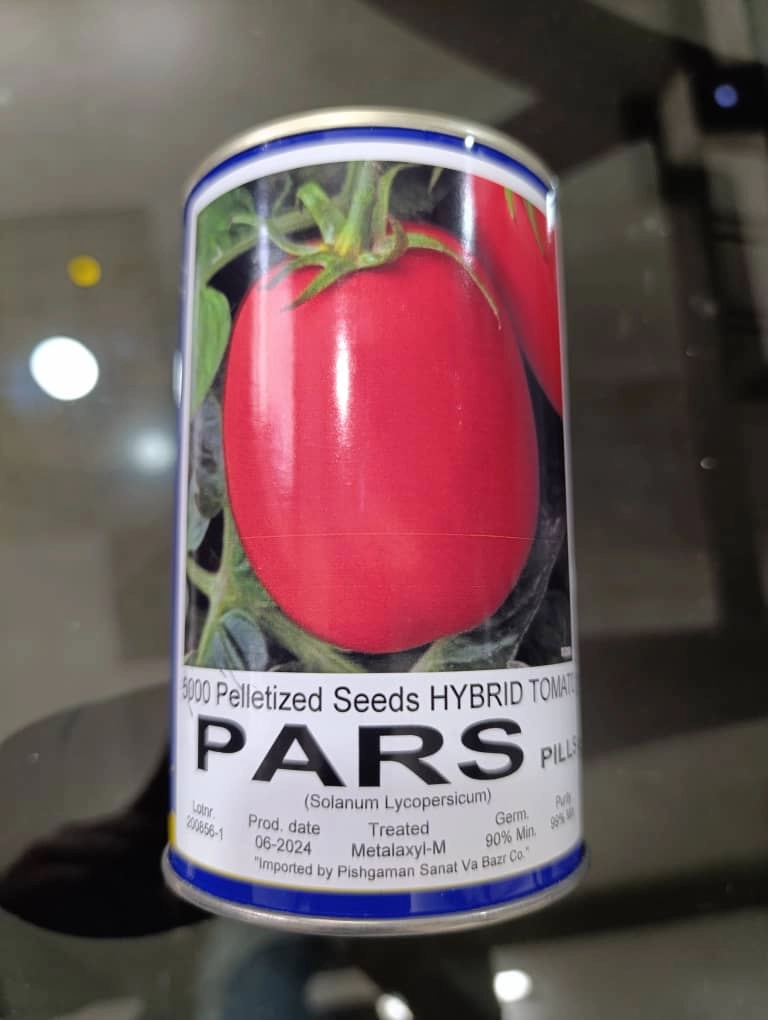 5000 Pelletized Seeds HYBRID TOMATO
PARS PILLS
(Solanum Lycopersicum)
Lotnr. Prod. date Treated Germ. Purity
200856-1 06-2024 Metalaxyl-M 90% Min. 99% Min.
"Imported by Pishgaman Sanat Va Bazr Co."